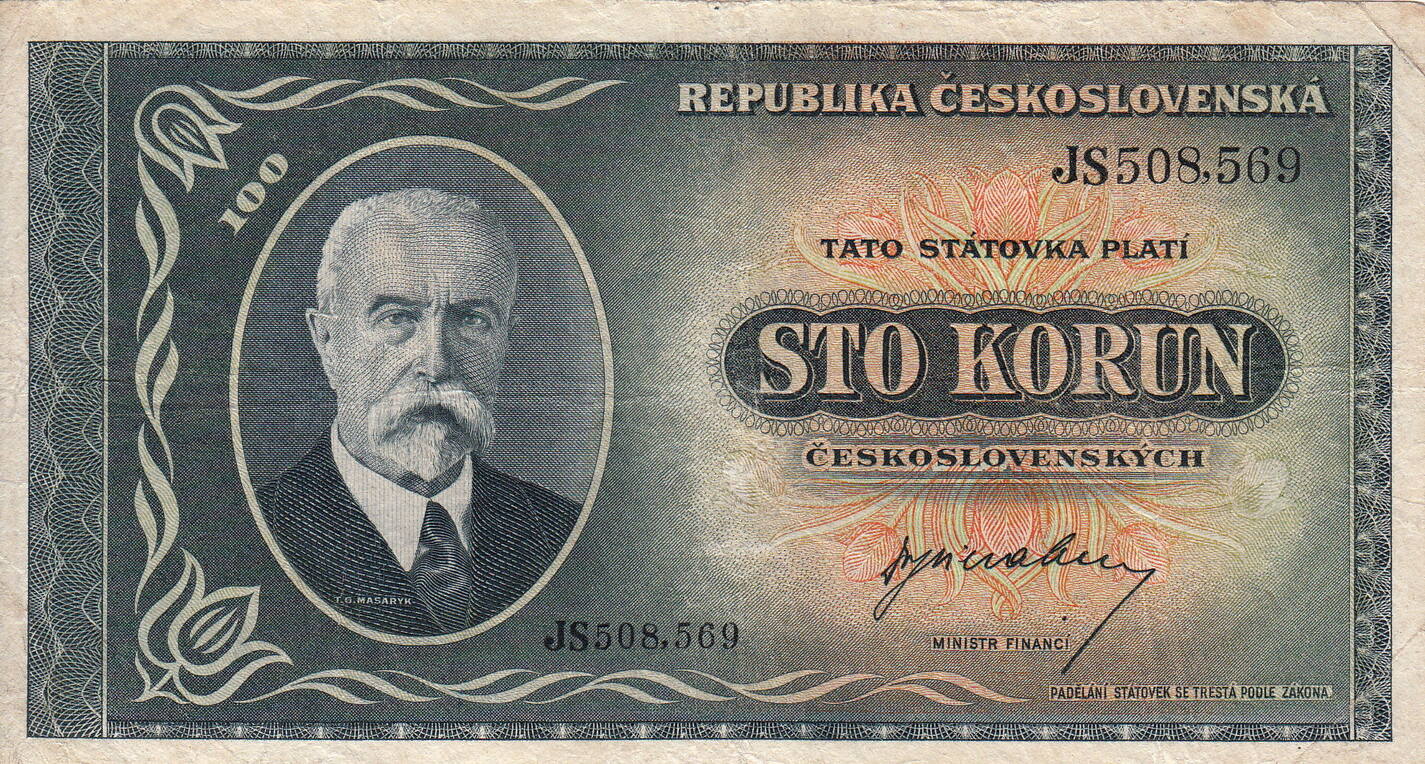 REPUBLIKA ČESKOSLOVENSKÁ
JS508,569
100
TATO STÁTOVKA PLATÍ
STO KORUN
ČESKOSLOVENSKÝCH
T.G.MASARYK
JS508,569
MINISTR FINANCÍ
PADĚLÁNÍ STÁTOVEK SE TRESTÁ PODLE ZÁKONA.